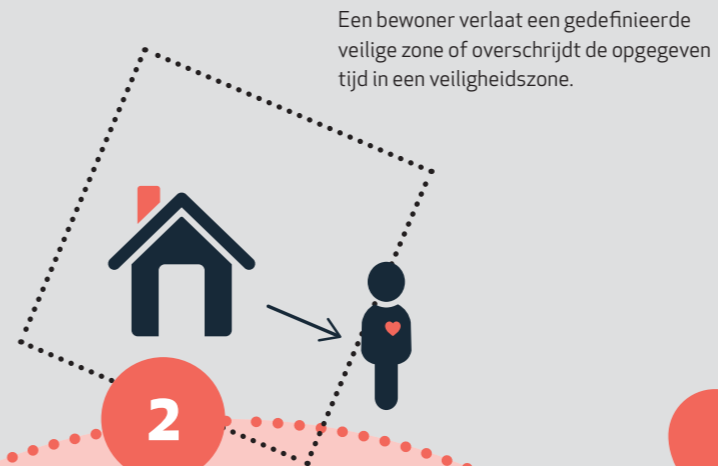 Een bewoner verlaat een gedefinieerde
veilige zone of overschrijdt de opgegeven
tijd in een veiligheidszone.
2